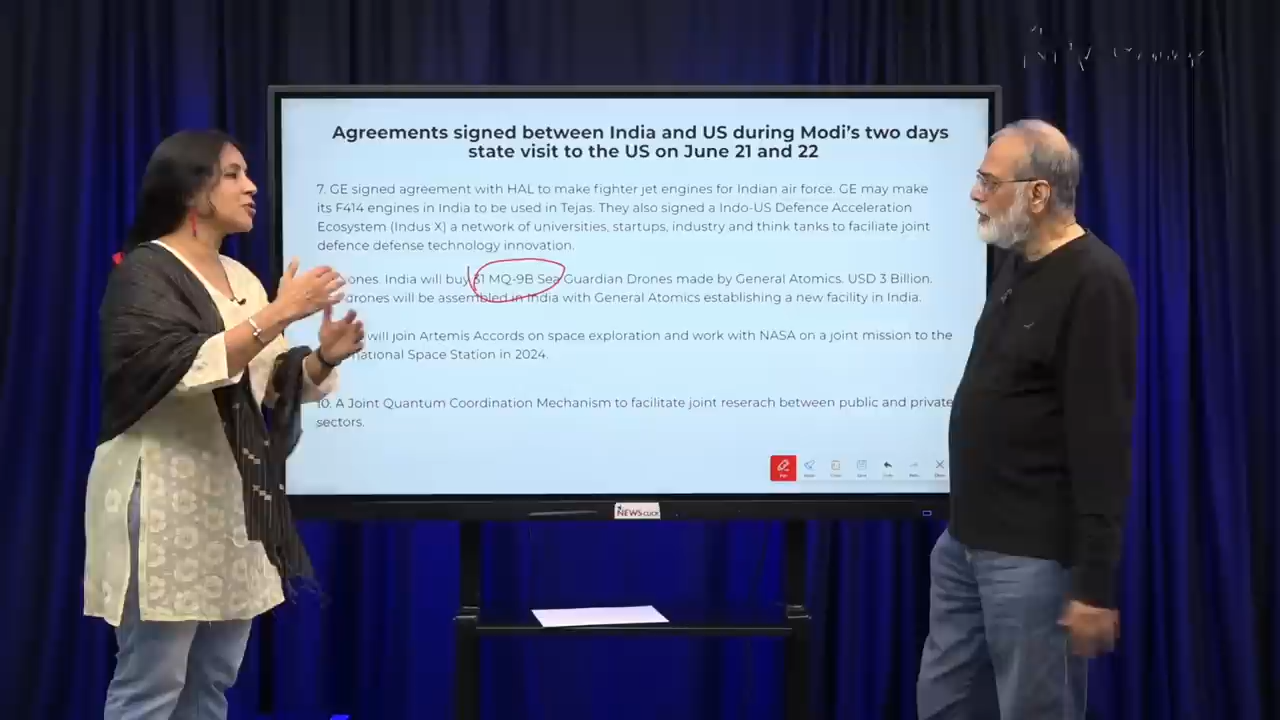 Agreements signed between India and US during Modi's two days
state visit to the US on June 21 and 22
7. GE signed agreement with HAL to make fighter jet engines for Indian air force. GE may make
its F414 engines in India to be used in Tejas. They also signed a Indo-US Defence Acceleration
Ecosystem (Indus X) a network of universities, startups, industry and think tanks to faciliate joint
defence defense technology innovation.
ones. India will buy 31 MQ-9B Sea Guardian Drones made by General Atomics. USD 3 Billion.
drones will be assembled in India with General Atomics establishing a new facility in India.
will join Artemis Accords on space exploration and work with NASA on a joint mission to the
national Space Station in 2024.
10. A Joint Quantum Coordination Mechanism to facilitate joint reserach between public and private
sectors.
NEWSCLICK